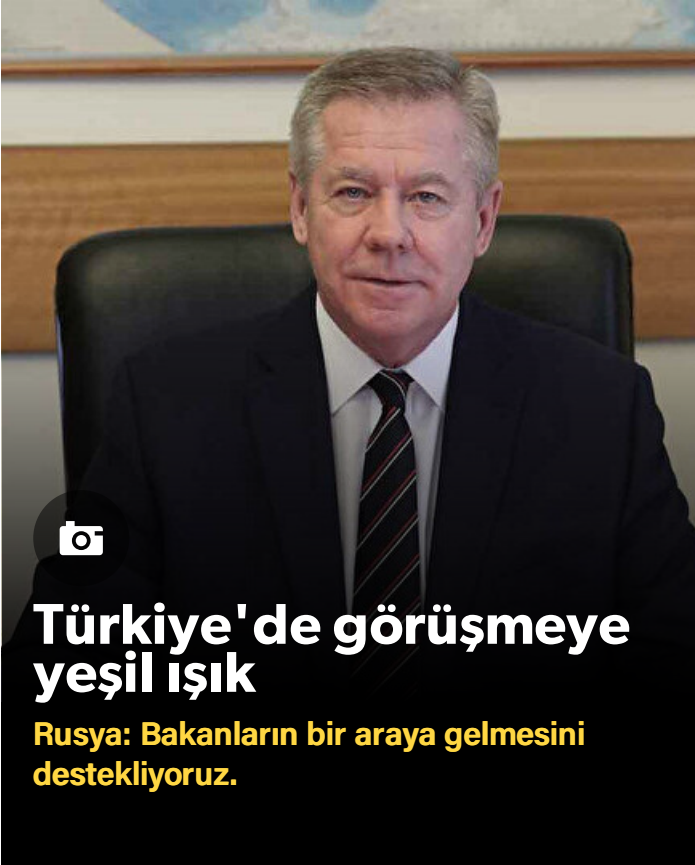 Türkiye'de görüşmeye
yeşil ışık
Rusya: Bakanların bir araya gelmesini
destekliyoruz.